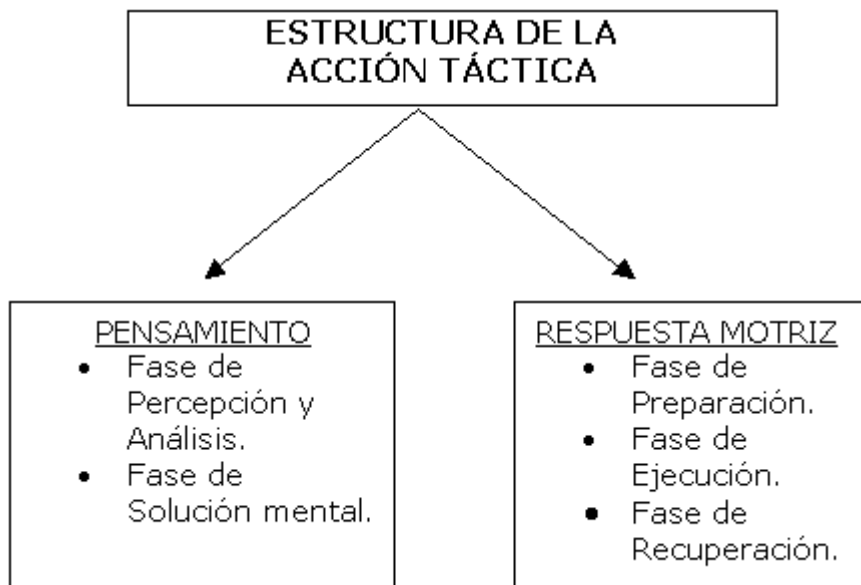 ESTRUCTURA DE LA
ACCIÓN TÁCTICA
PENSAMIENTO
• Fase de
Percepción y
Análisis.
• Fase de
Solución mental.
RESPUESTA MOTRIZ
• Fase de
Preparación.
• Fase de
Ejecución.
• Fase de
Recuperación.